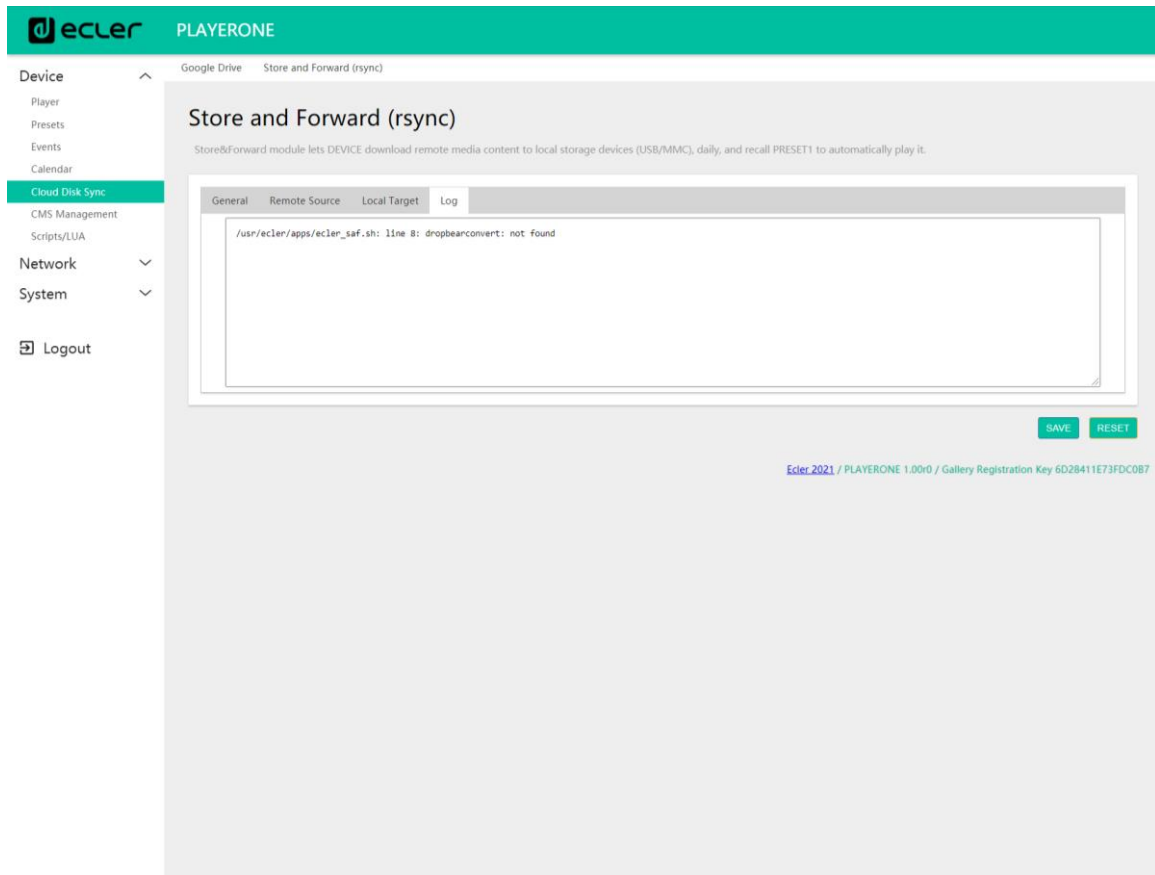 ecler
PLAYERONE
Device
Player
Presets
Events
Calendar
Cloud Disk Sync
CMS Management
Scripts/LUA
Network
System
Logout
Google Drive Store and Forward (rsync)
Store and Forward (rsync)
Store&Forward module lets DEVICE download remote media content to local storage devices (USB/MMC), daily, and recall PRESET1 to automatically play it.
General Remote Source Local Target Log
/usr/ecler/apps/ecler_saf.sh: line 8: dropbearconvert: not found
SAVE RESET
Ecler 2021 / PLAYERONE 1.00r0 / Gallery Registration Key 6D28411E73FDC0B7